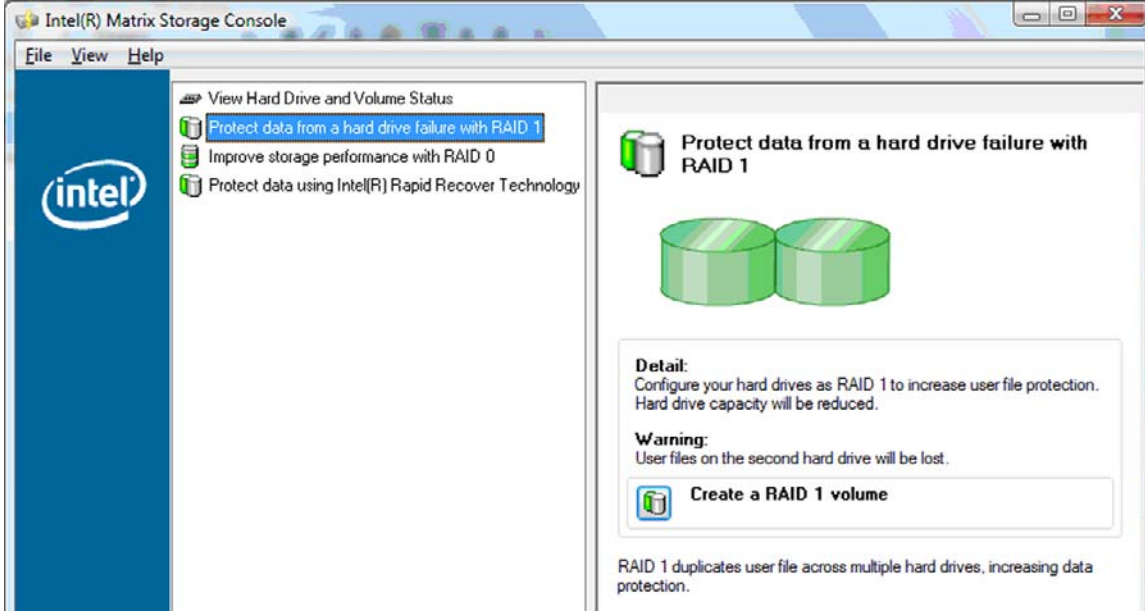 Intel(R) Matrix Storage Console
File View Help
intel
View Hard Drive and Volume Status
Protect data from a hard drive failure with RAID 1
Improve storage performance with RAID 0
Protect data using Intel(R) Rapid Recover Technology
Protect data from a hard drive failure with
RAID 1
Detail:
Configure your hard drives as RAID 1 to increase user file protection.
Hard drive capacity will be reduced.
Warning:
User files on the second hard drive will be lost.
Create a RAID 1 volume
RAID 1 duplicates user file across multiple hard drives, increasing data
protection.